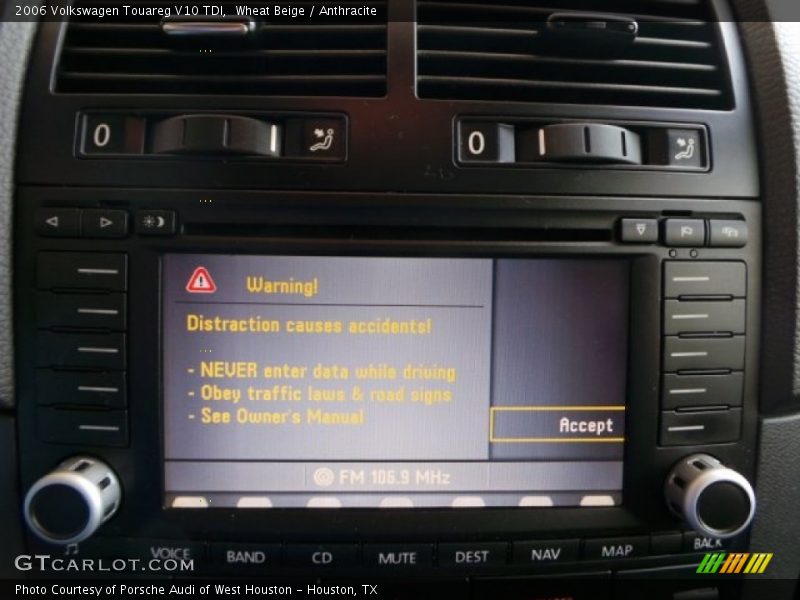 2006 Volkswagen Touareg V10 TDI,  Wheat Beige / Anthracite
0
0
Warning!
Distraction causes accidents!
- NEVER enter data while driving
- Obey traffic laws & road signs
- See Owner's Manual
Accept
FM 106.9 MHz
VOICE BAND CD MUTE DEST NAV MAP BACK
GTCARLOT.COM
Photo Courtesy of Porsche Audi of West Houston - Houston, TX